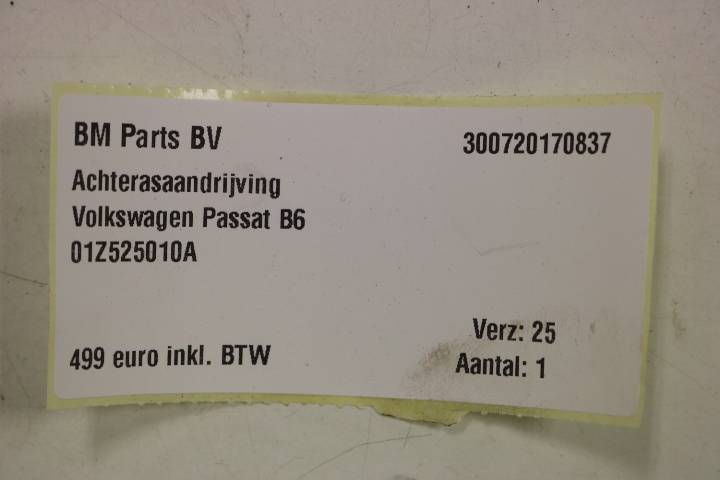 BM Parts BV 300720170837
Achterasaandrijving
Volkswagen Passat B6
01Z525010A
Verz: 25
499 euro inkl. BTW Aantal: 1